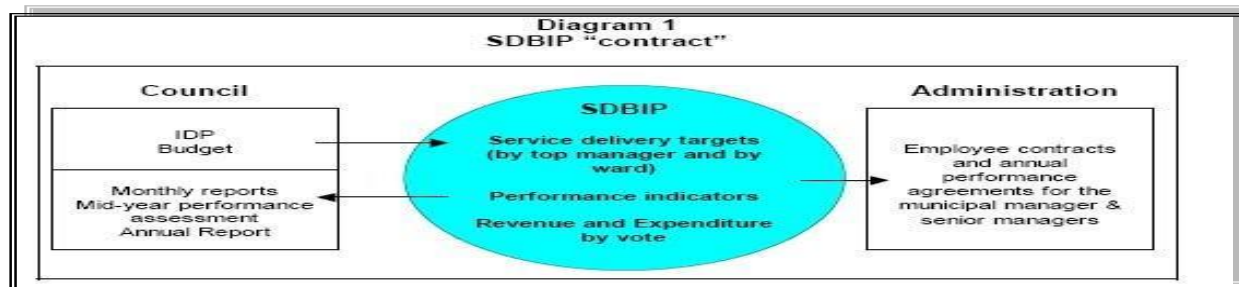 Diagram 1
SDBIP “contract”
Council
IDP
Budget
Monthly reports
Mid-year performance
assessment
Annual Report
SDBIP
Service delivery targets
(by top manager and by
ward)
Performance indicators
Revenue and Expenditure
by vote
Administration
Employee contracts
and annual
performance
agreements for the
municipal manager &
senior managers